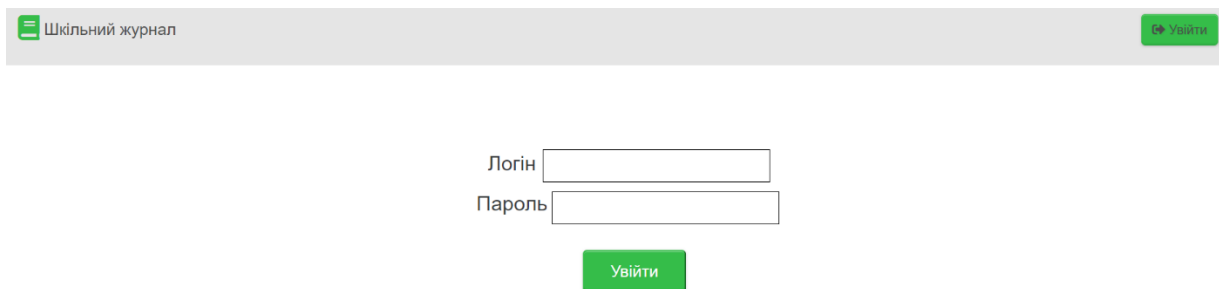 Шкільний журнал
Увійти
Логін
Пароль
Увійти